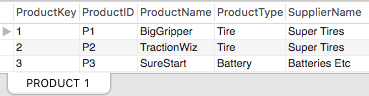 ProductKey ProductID ProductName ProductType SupplierName
1 P1 BigGripper Tire Super Tires
2 P2 TractionWiz Tire Super Tires
3 P3 SureStart Battery Batteries Etc
PRODUCT 1